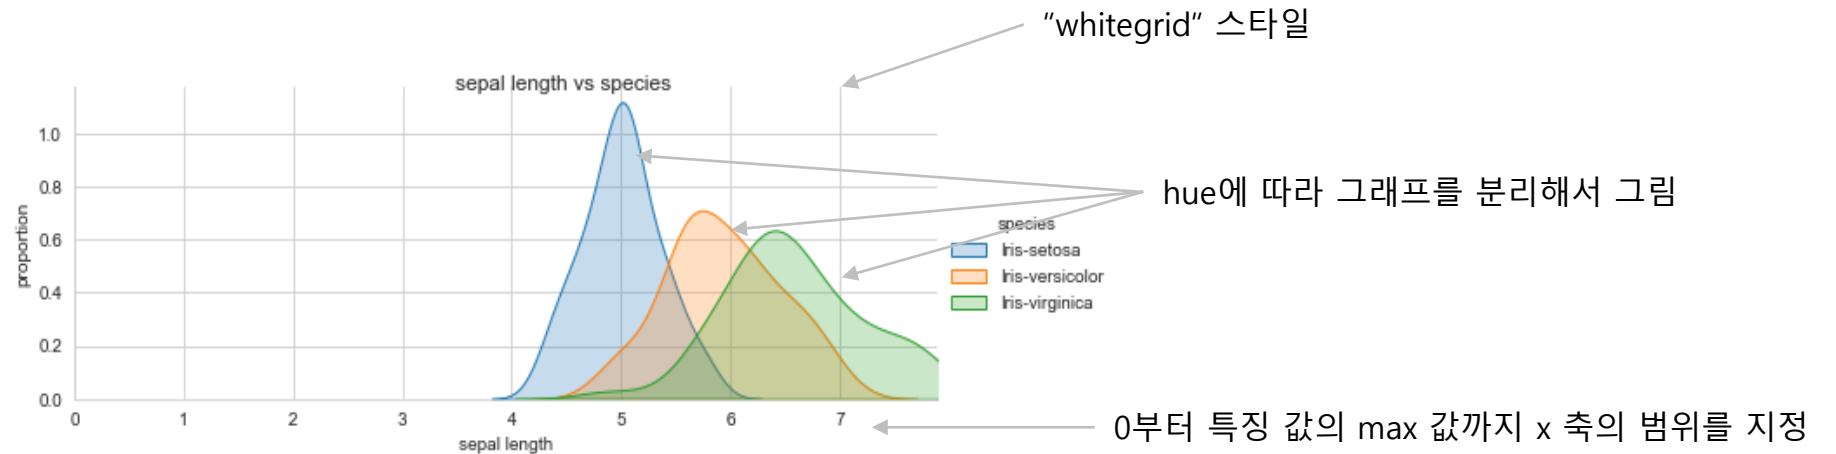 “whitegrid” 스타일
sepal length vs species
1.0
0.8
0.6
0.4
0.2
0.0
proportion
hue에 따라 그래프를 분리해서 그림
species
Iris-setosa
Iris-versicolor
Iris-virginica
0 1 2 3 4 5 6 7
sepal length
0부터 특징 값의 max 값까지 x 축의 범위를 지정